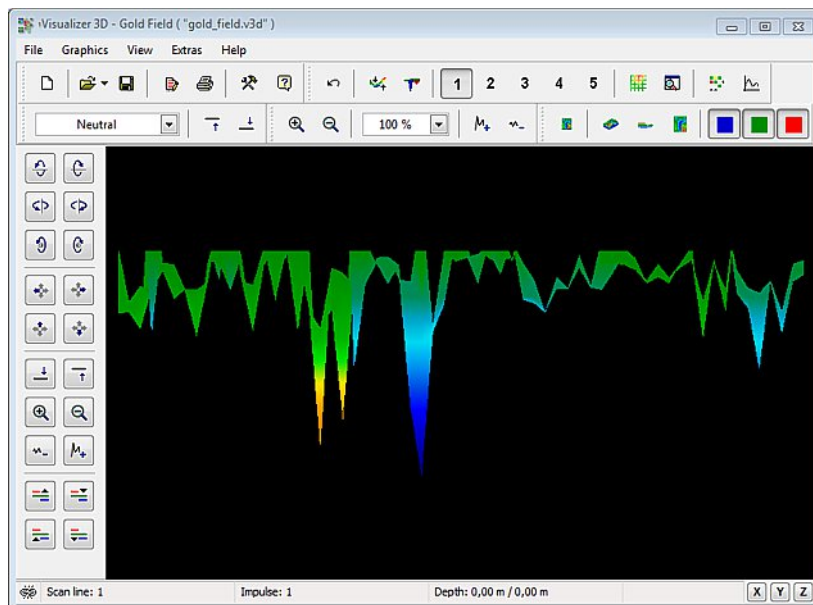 Visualizer 3D - Gold Field ( "gold_field.v3d" )
File Graphics View Extras Help
1 2 3 4 5
Neutral 100 %
Scan line: 1 Impulse: 1 Depth: 0,00 m / 0,00 m X Y Z